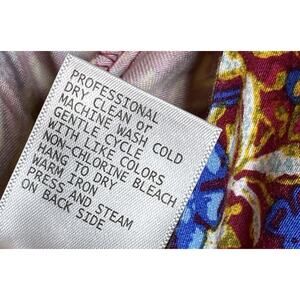 PROFESSIONAL
DRY CLEAN or
MACHINE WASH COLD
GENTLE CYCLE
WITH LIKE COLORS
NON-CHLORINE BLEACH
HANG TO DRY
WARM IRON
PRESS AND STEAM
ON BACK SIDE